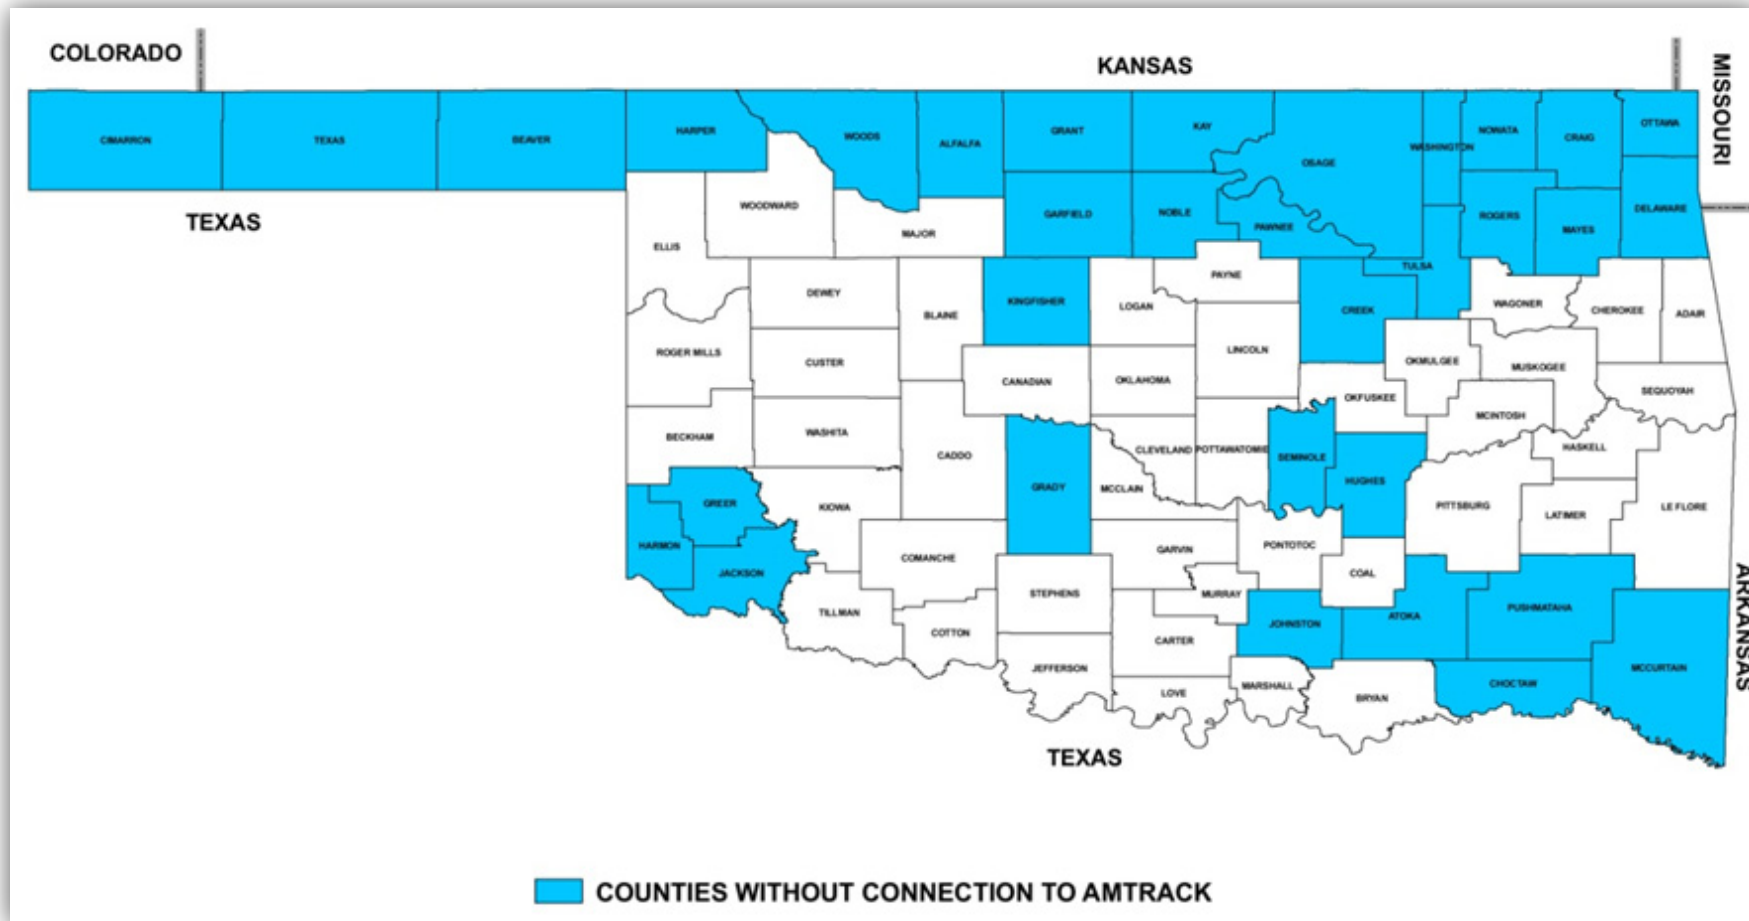 COLORADO
KANSAS
MISSOURI
CIMARRON
TEXAS
BEAVER
HARPER
WOODS
ALFALFA
GRANT
KAY
OSAGE
WASHINGTON
NOWATA
CRAIG
OTTAWA
TEXAS
WOODWARD
ELLIS
MAJOR
GARFIELD
NOBLE
PAWNEE
ROGERS
MAYES
DELAWARE
DEWEY
BLAINE
KINGFISHER
LOGAN
PAYNE
TULSA
CREEK
WAGONER
CHEROKEE
ADAIR
ROGER MILLS
CUSTER
CANADIAN
OKLAHOMA
LINCOLN
OKMULGEE
MUSKOGEE
SEQUOYAH
OKFUSKEE
MCINTOSH
BECKHAM
WASHITA
CADDO
GRADY
CLEVELAND
POTTAWATOMIE
SEMINOLE
HUGHES
HASKELL
MCCLAIN
PITTSBURG
LATIMER
LE FLORE
GREER
KIOWA
HARMON
JACKSON
COMANCHE
GARVIN
PONTOTOC
COAL
TILLMAN
COTTON
STEPHENS
MURRAY
JOHNSTON
ATOKA
PUSHMATAHA
ARKANSAS
CARTER
JEFFERSON
LOVE
MARSHALL
BRYAN
CHOCTAW
MCCURTAIN
TEXAS
COUNTIES WITHOUT CONNECTION TO AMTRACK